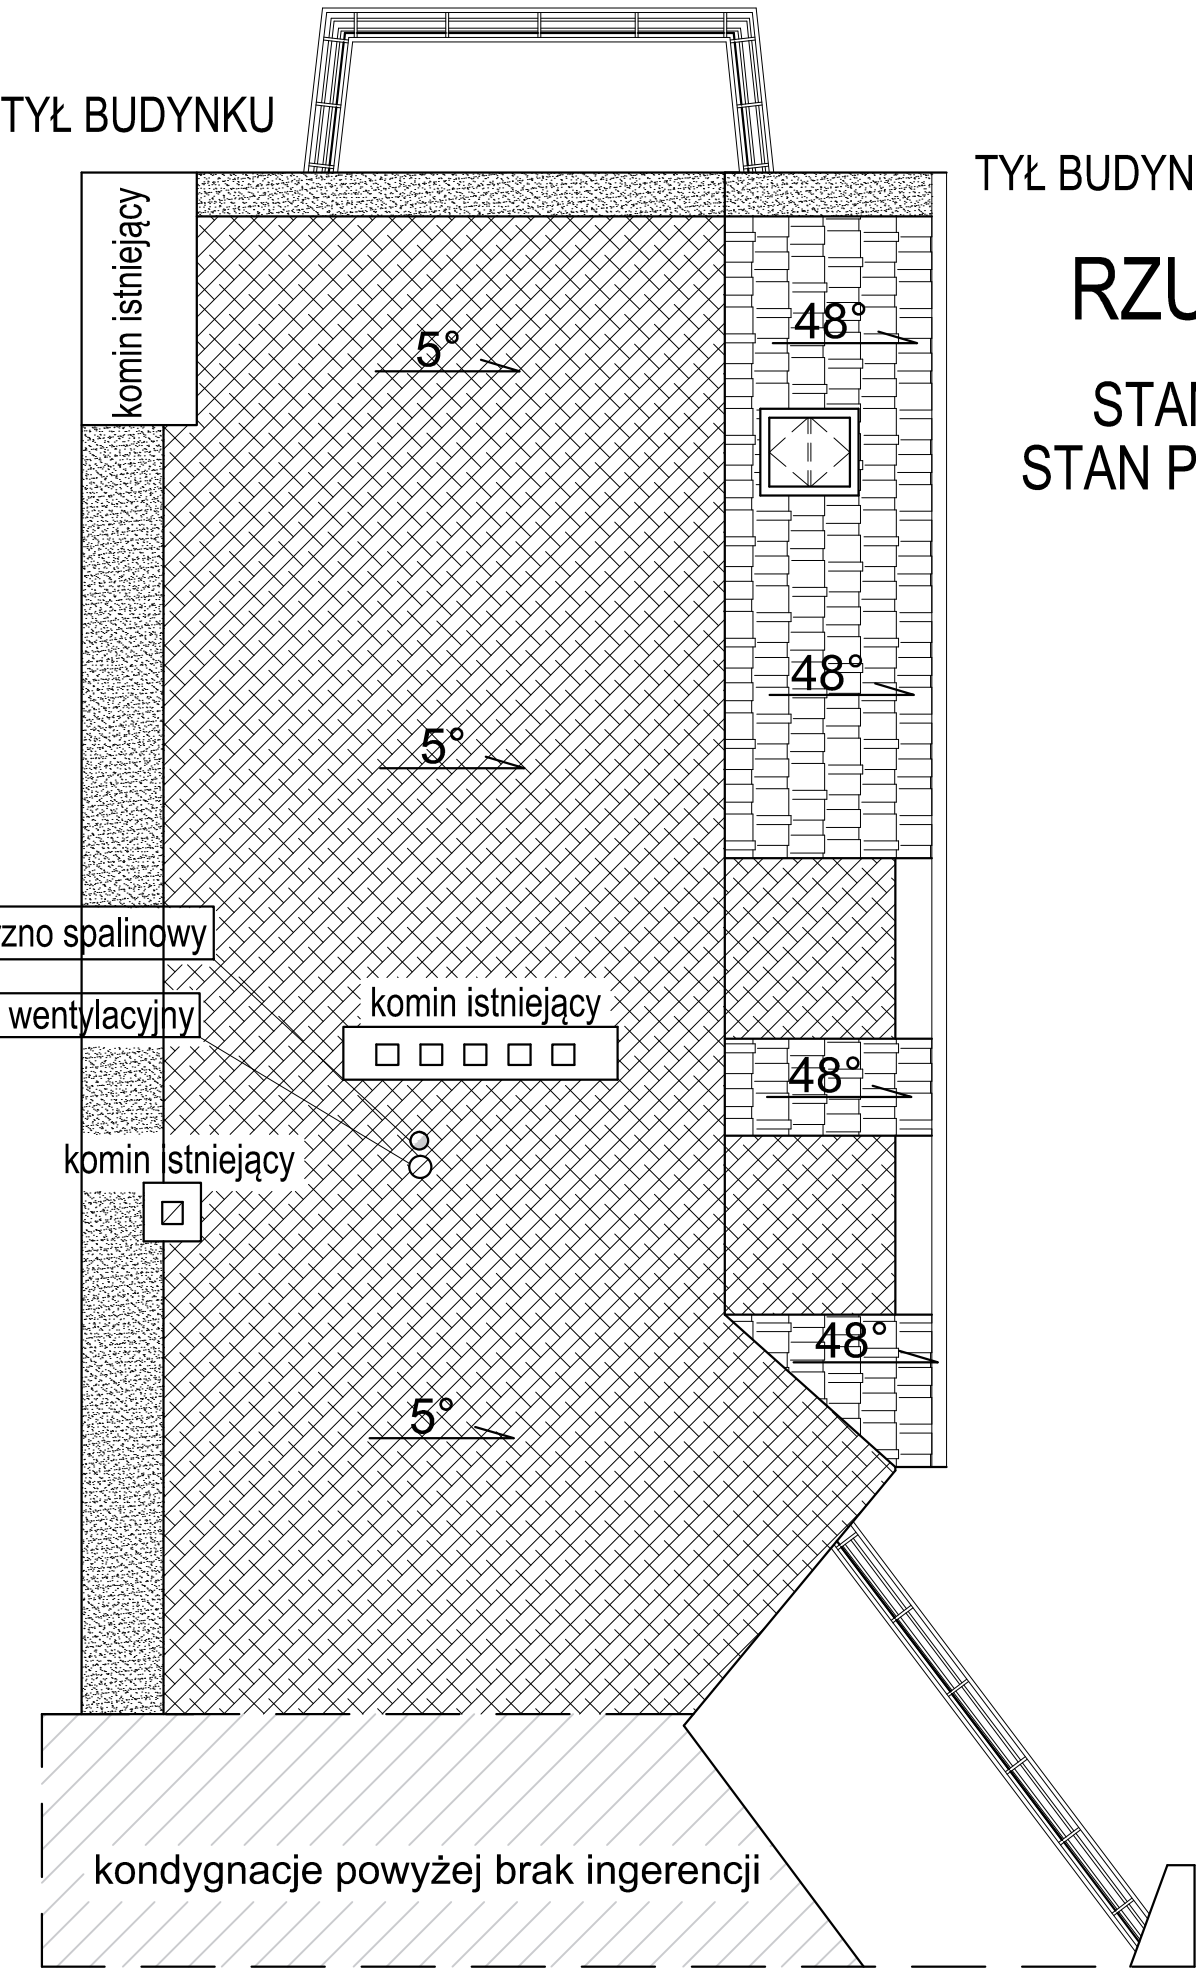 TYŁ BUDYNKU
TYŁ BUDYN
RZU
STAN
STAN P
komin istniejący
5°
48°
48°
5°
zno spalinowy
wentylacyjny
komin istniejący
48°
komin istniejący
48°
5°
kondygnacje powyżej brak ingerencji